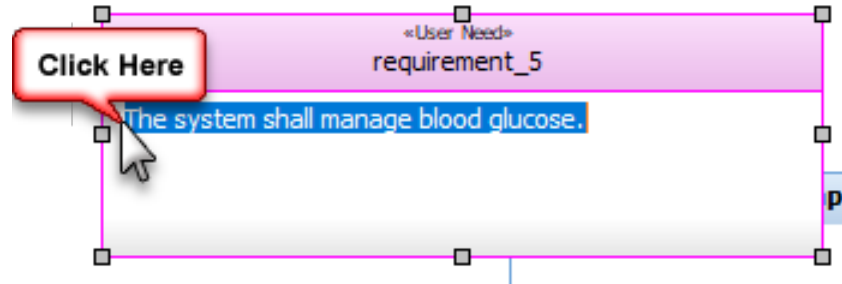 «User Need»
requirement_5
Click Here
The system shall manage blood glucose.
p